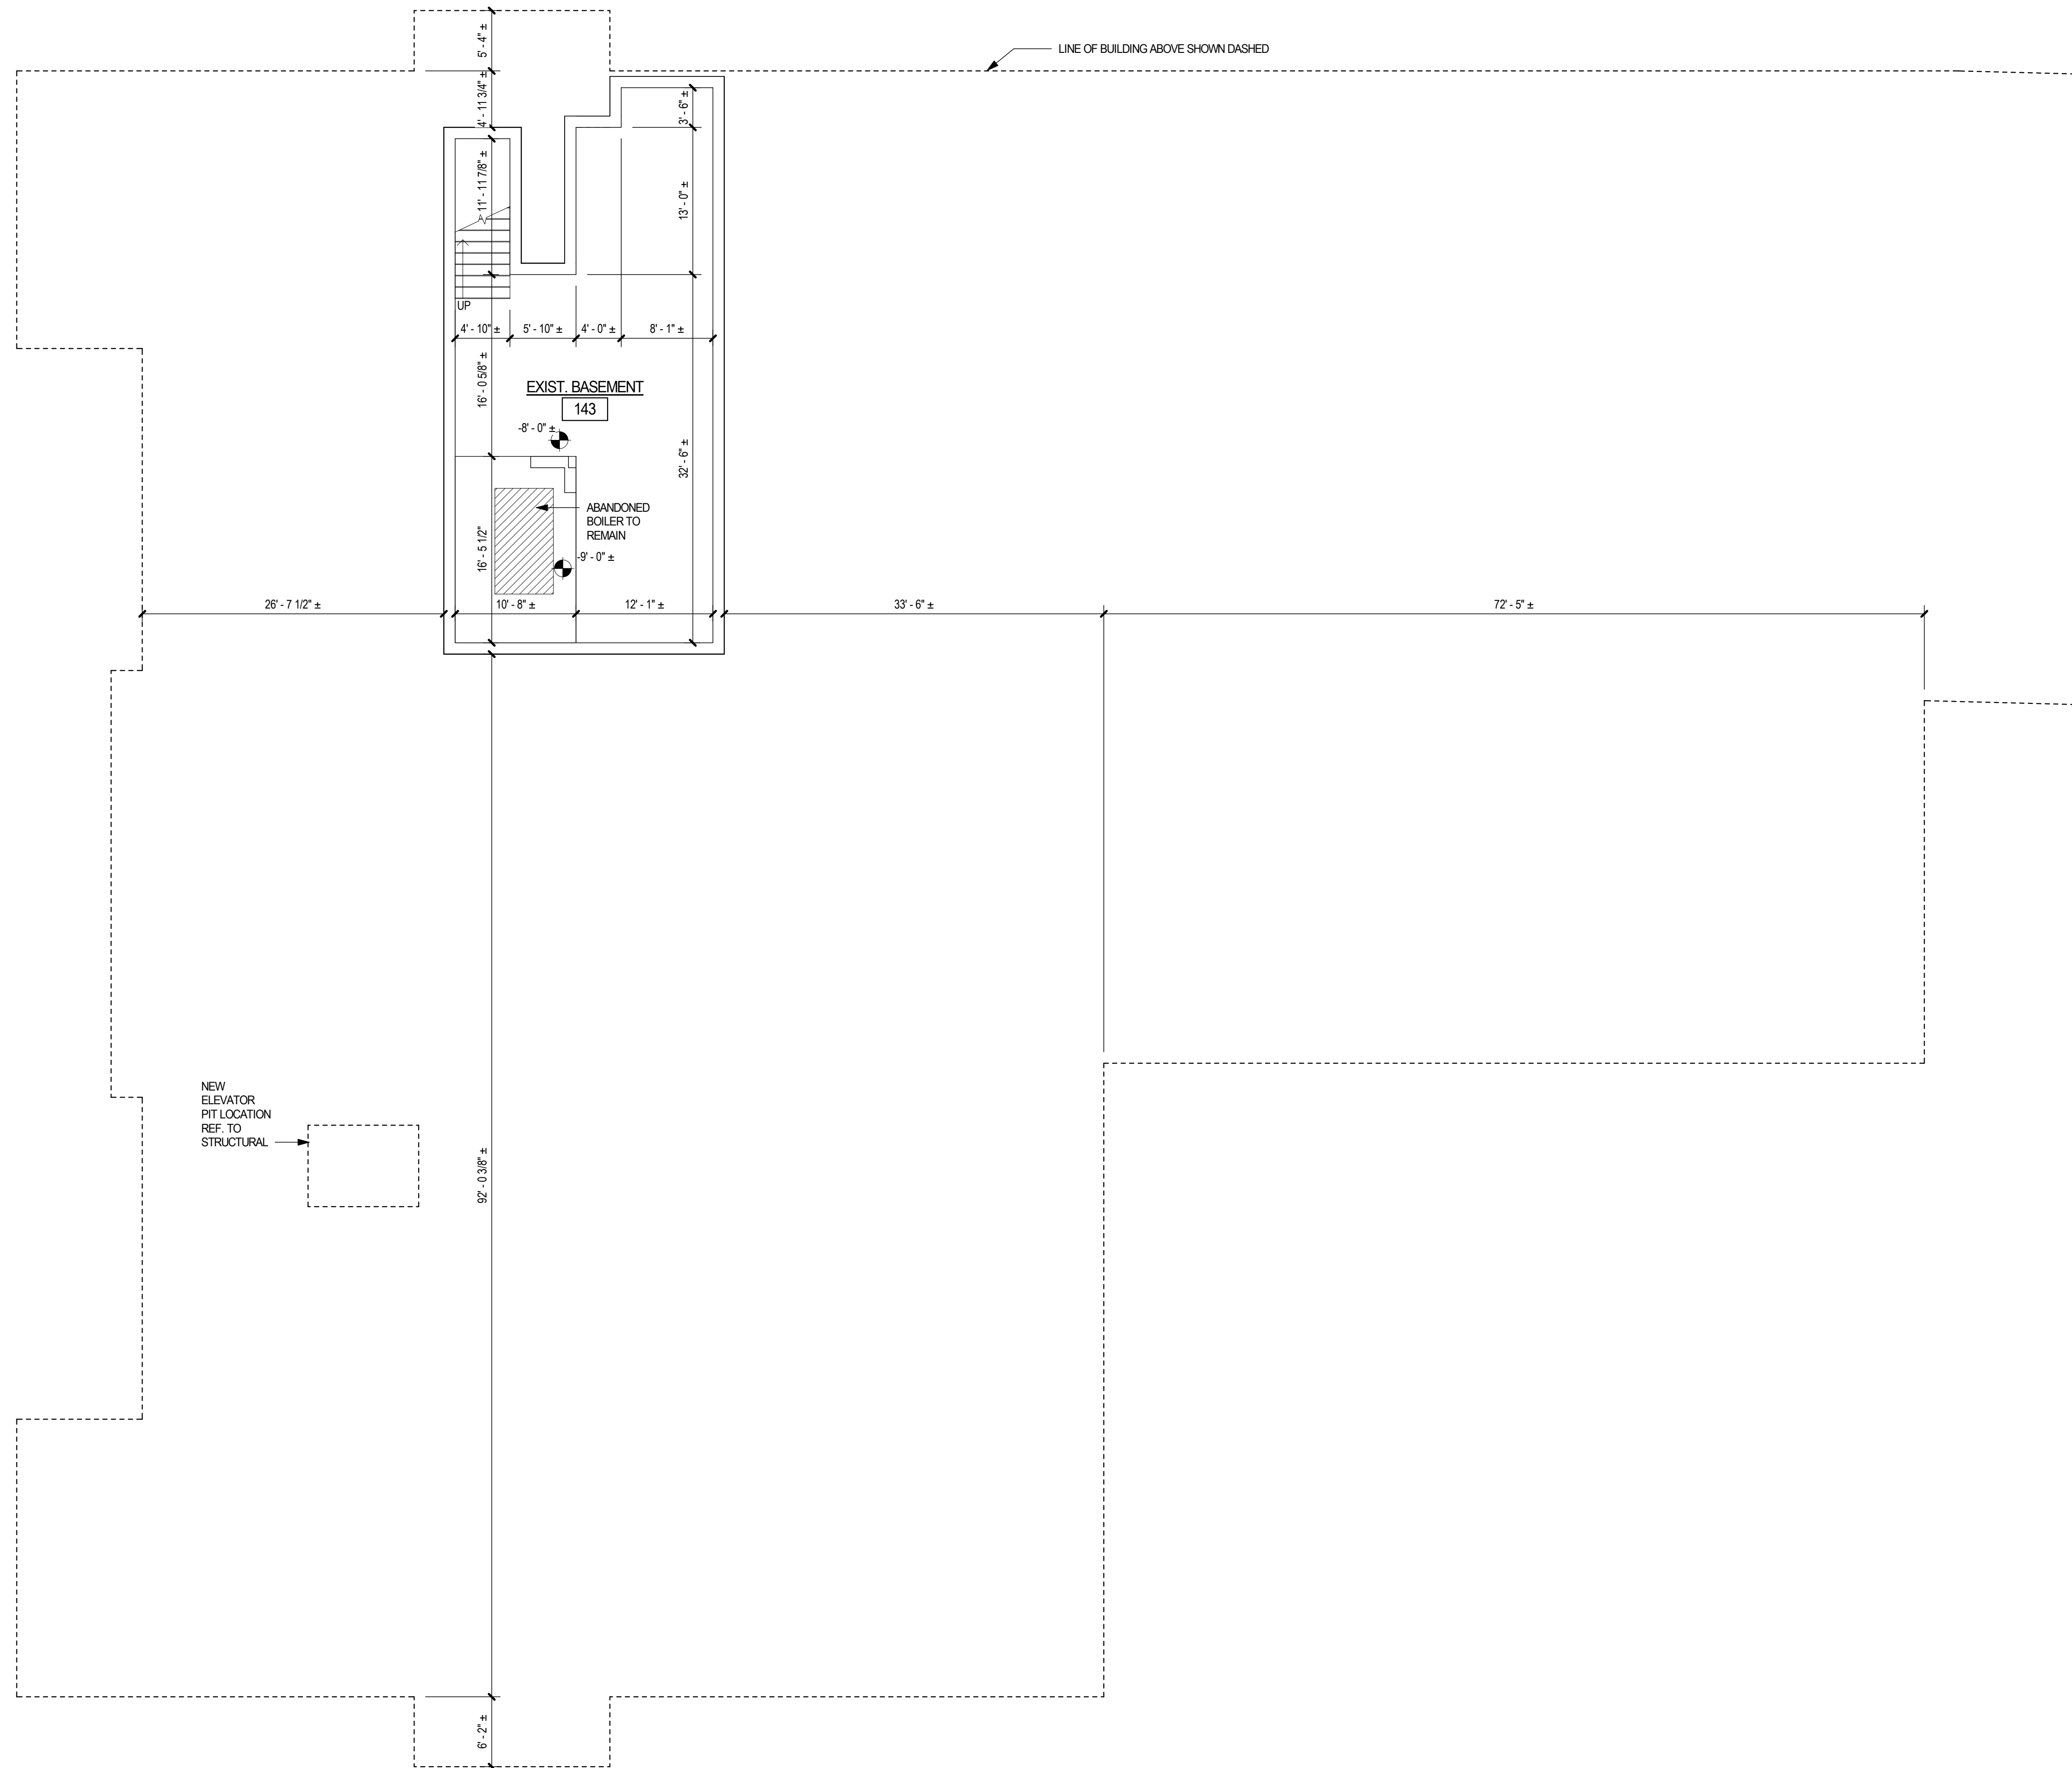 LINE OF BUILDING ABOVE SHOWN DASHED
5' - 4" ±
4' - 11 3/4" ±
3' - 6" ±
11' - 11 7/8" ±
13' - 0" ±
UP
4' - 10" ±
5' - 10" ±
4' - 0" ±
8' - 1" ±
16' - 0 5/8" ±
EXIST. BASEMENT
143
-8' - 0" ±
32' - 6" ±
ABANDONED
BOILER TO
REMAIN
16' - 5 1/2"
-9' - 0" ±
26' - 7 1/2" ±
10' - 8" ±
12' - 1" ±
33' - 6" ±
72' - 5" ±
NEW
ELEVATOR
PIT LOCATION
REF. TO
STRUCTURAL
92' - 0 3/8" ±
6' - 2" ±